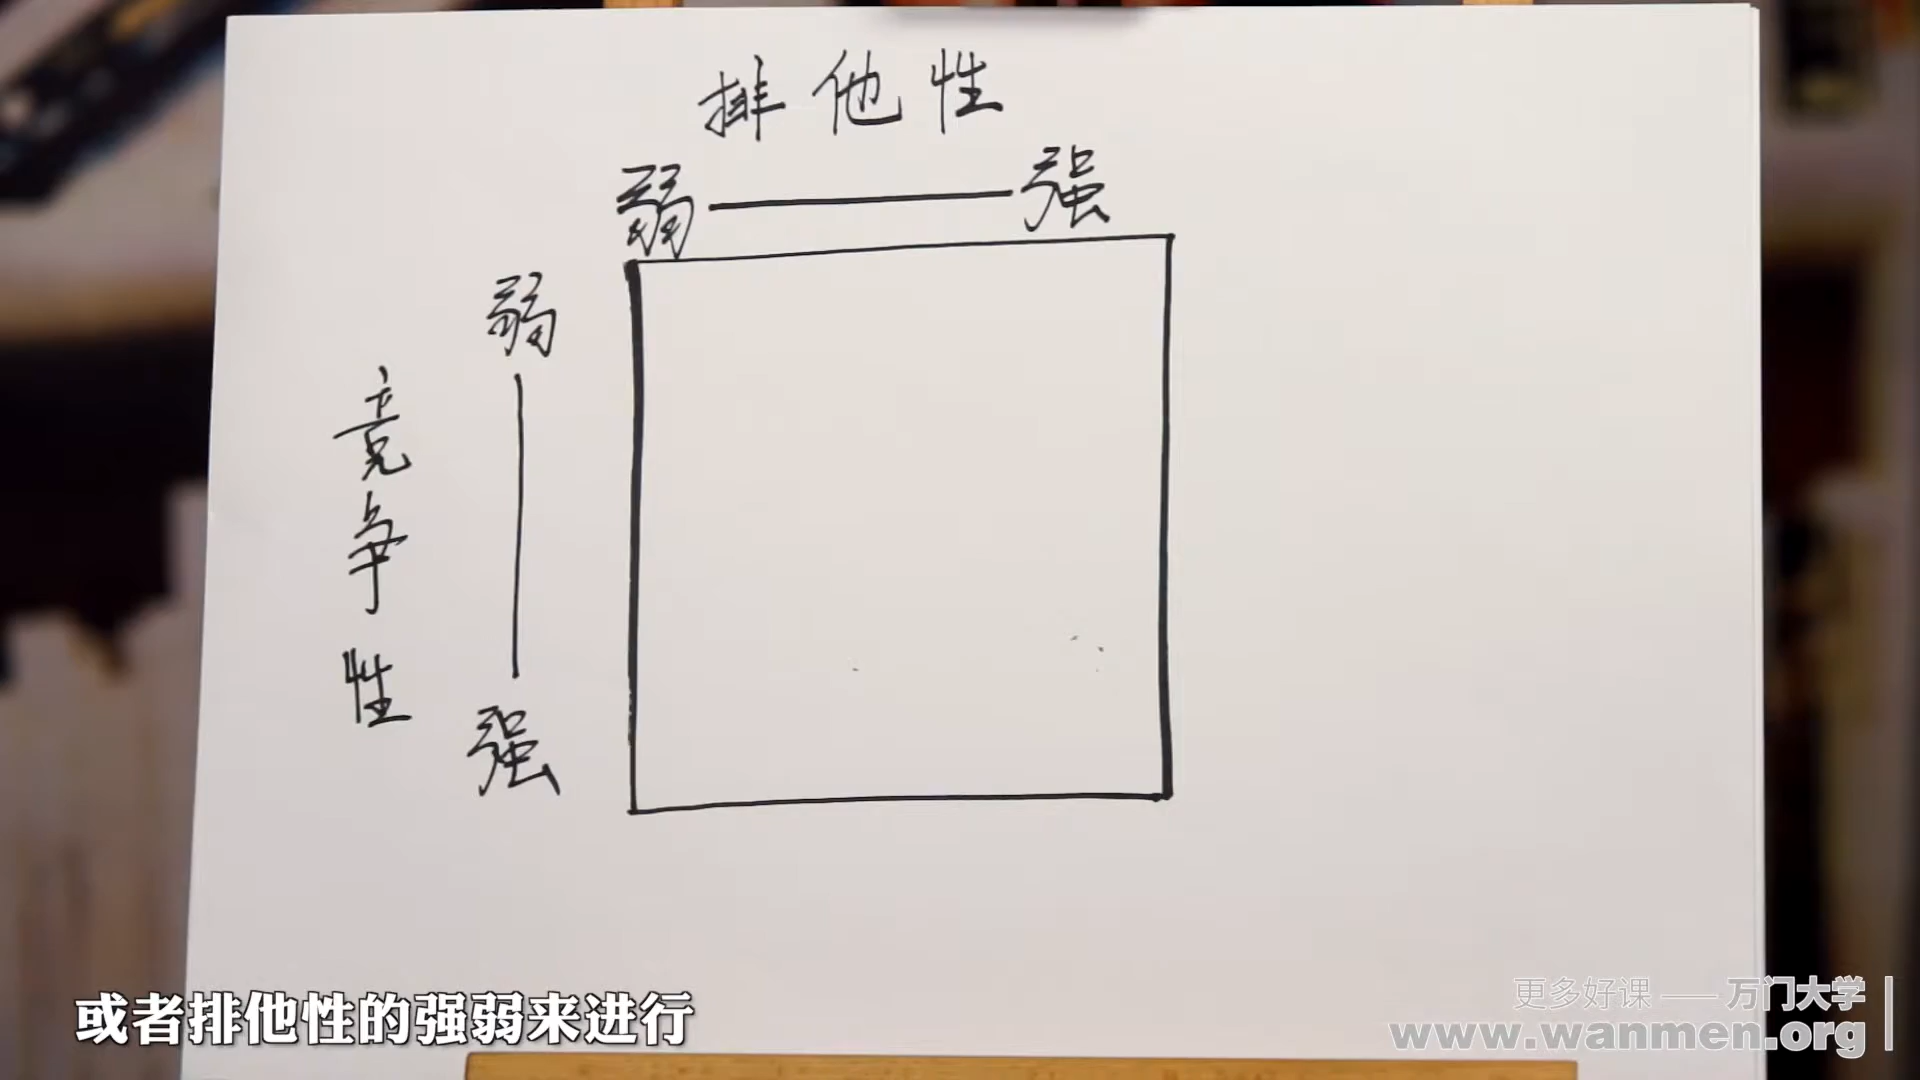 排他性
弱 强
弱
竞争性
强
或者排他性的强弱来进行
更多好课 —— 万门大学
www.wanmen.org